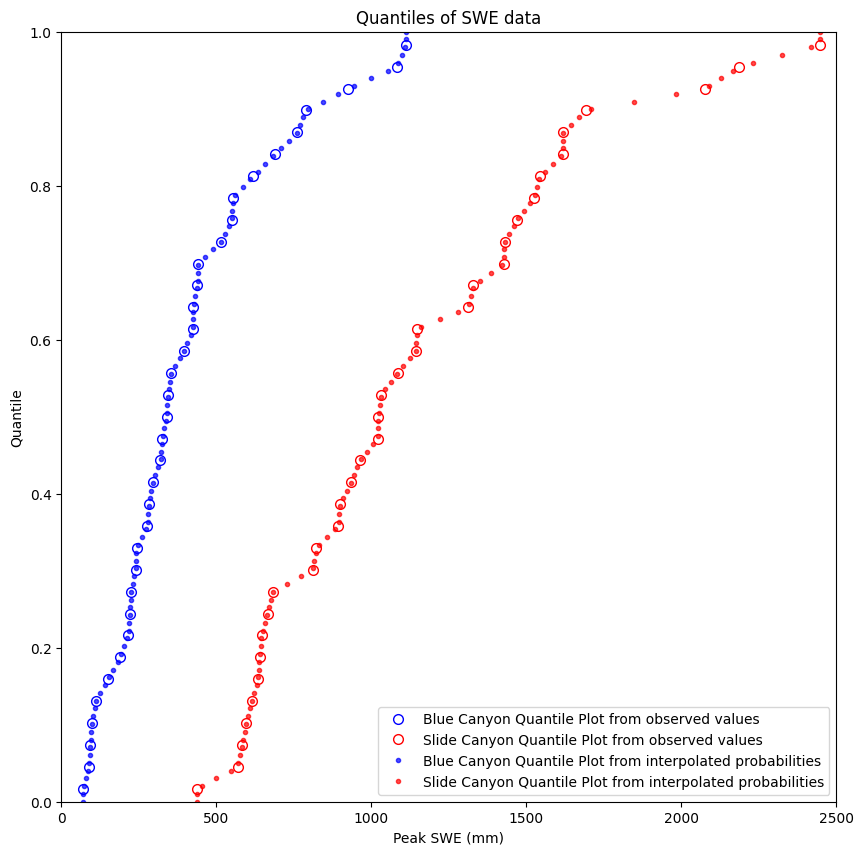 Quantiles of SWE data
1.0
0.8
0.6
0.4
0.2
0.0
Quantile
Blue Canyon Quantile Plot from observed values
Slide Canyon Quantile Plot from observed values
Blue Canyon Quantile Plot from interpolated probabilities
Slide Canyon Quantile Plot from interpolated probabilities
0 500 1000 1500 2000 2500
Peak SWE (mm)